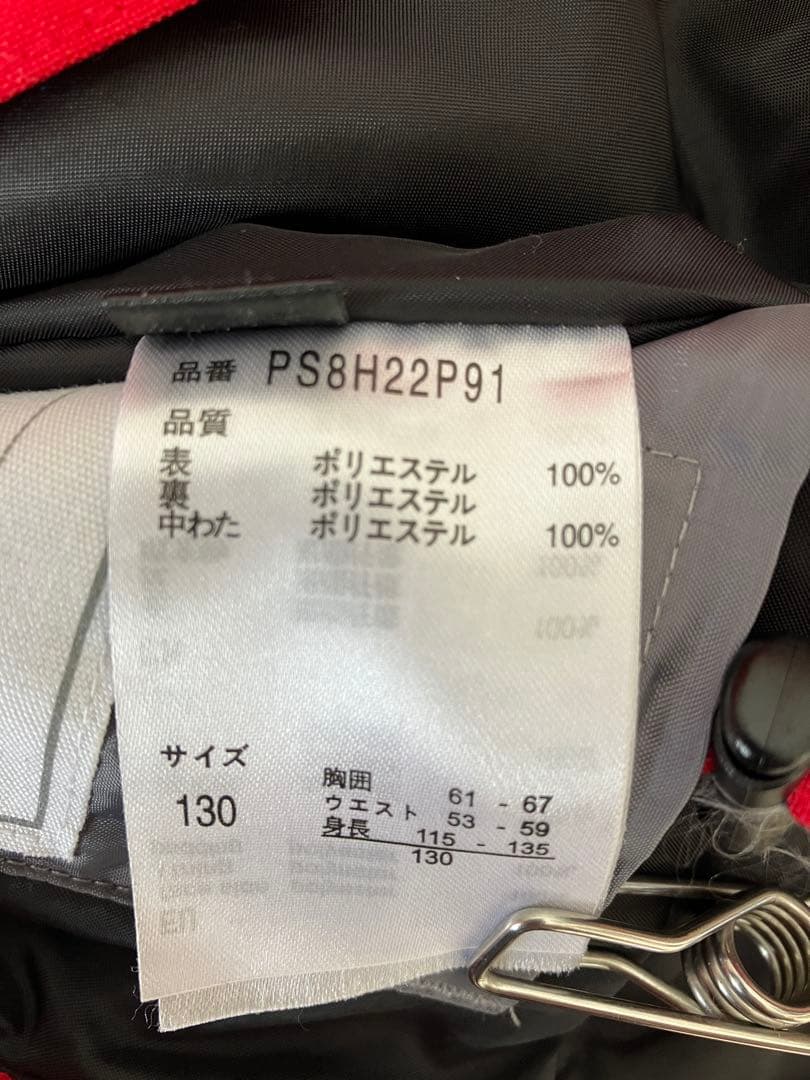 品番 PS8H22P91
品質
表 ポリエステル 100%
裏 ポリエステル
中わた ポリエステル 100%
サイズ
130
胸囲 61 - 67
ウエスト 53 - 59
身長 115 - 135
130